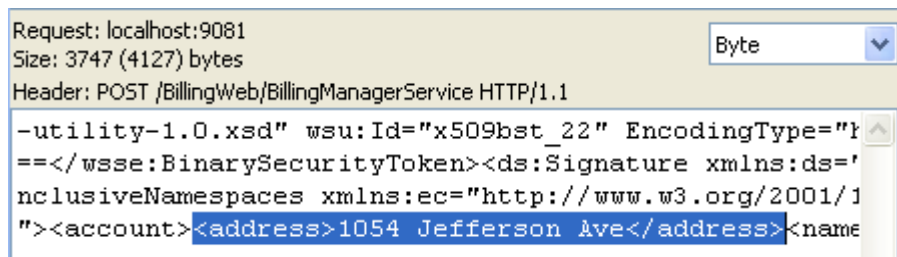 Request: localhost:9081
Size: 3747 (4127) bytes
Byte
Header: POST /BillingWeb/BillingManagerService HTTP/1.1
-utility-1.0.xsd" wsu:Id="x509bst_22" EncodingType="h
==</wsse:BinarySecurityToken><ds:Signature xmlns:ds='
nclusiveNamespaces xmlns:ec="http://www.w3.org/2001/1
"><account><address>1054 Jefferson Ave</address><name